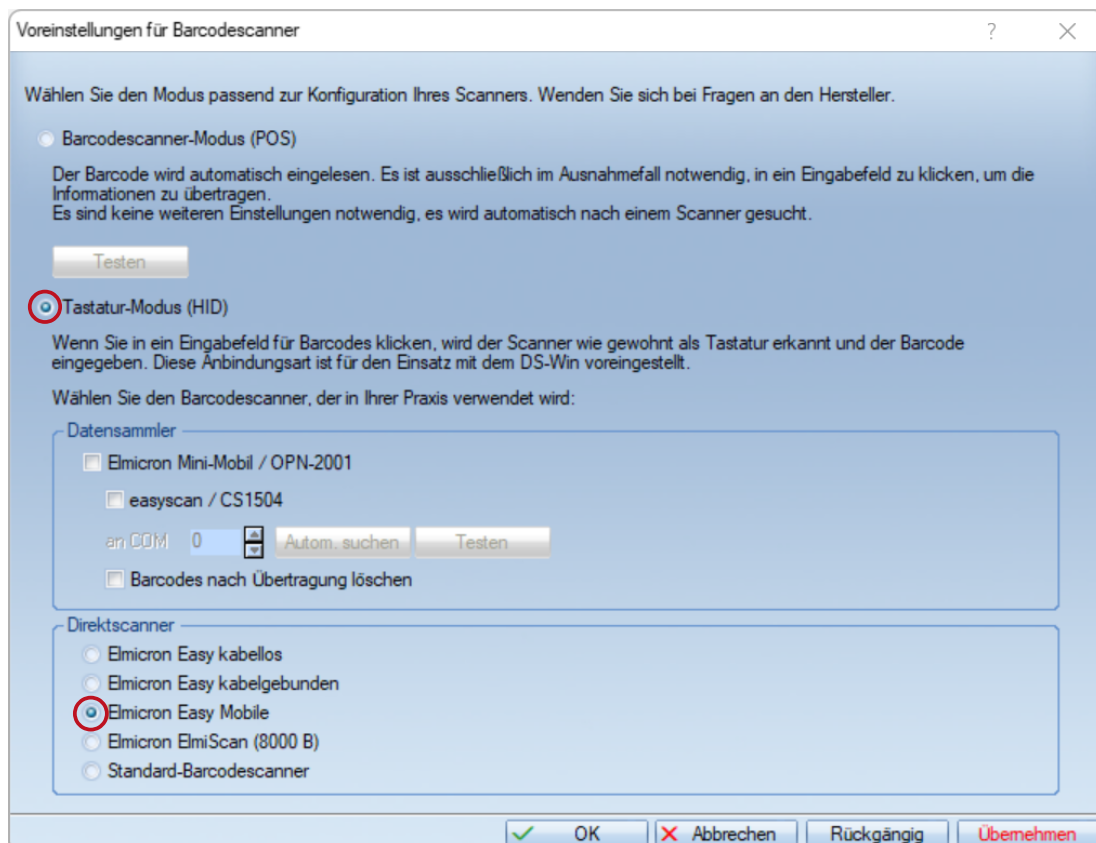 Voreinstellungen für Barcodescanner
?
Wählen Sie den Modus passend zur Konfiguration Ihres Scanners. Wenden Sie sich bei Fragen an den Hersteller.
Barcodescanner-Modus (POS)
Der Barcode wird automatisch eingelesen. Es ist ausschließlich im Ausnahmefall notwendig, in ein Eingabefeld zu klicken, um die
Informationen zu übertragen.
Es sind keine weiteren Einstellungen notwendig, es wird automatisch nach einem Scanner gesucht.
Testen
Tastatur-Modus (HID)
Wenn Sie in ein Eingabefeld für Barcodes klicken, wird der Scanner wie gewohnt als Tastatur erkannt und der Barcode
eingegeben. Diese Anbindungsart ist für den Einsatz mit dem DS-Win voreingestellt.
Wählen Sie den Barcodescanner, der in Ihrer Praxis verwendet wird:
Datensammler
Elmicron Mini-Mobil / OPN-2001
easyscan / CS1504
an COM 0 Autom. suchen Testen
Barcodes nach Übertragung löschen
Direktscanner
Elmicron Easy kabellos
Elmicron Easy kabelgebunden
Elmicron Easy Mobile
Elmicron ElmiScan (8000 B)
Standard-Barcodescanner
OK Abbrechen Rückgängig Übernehmen